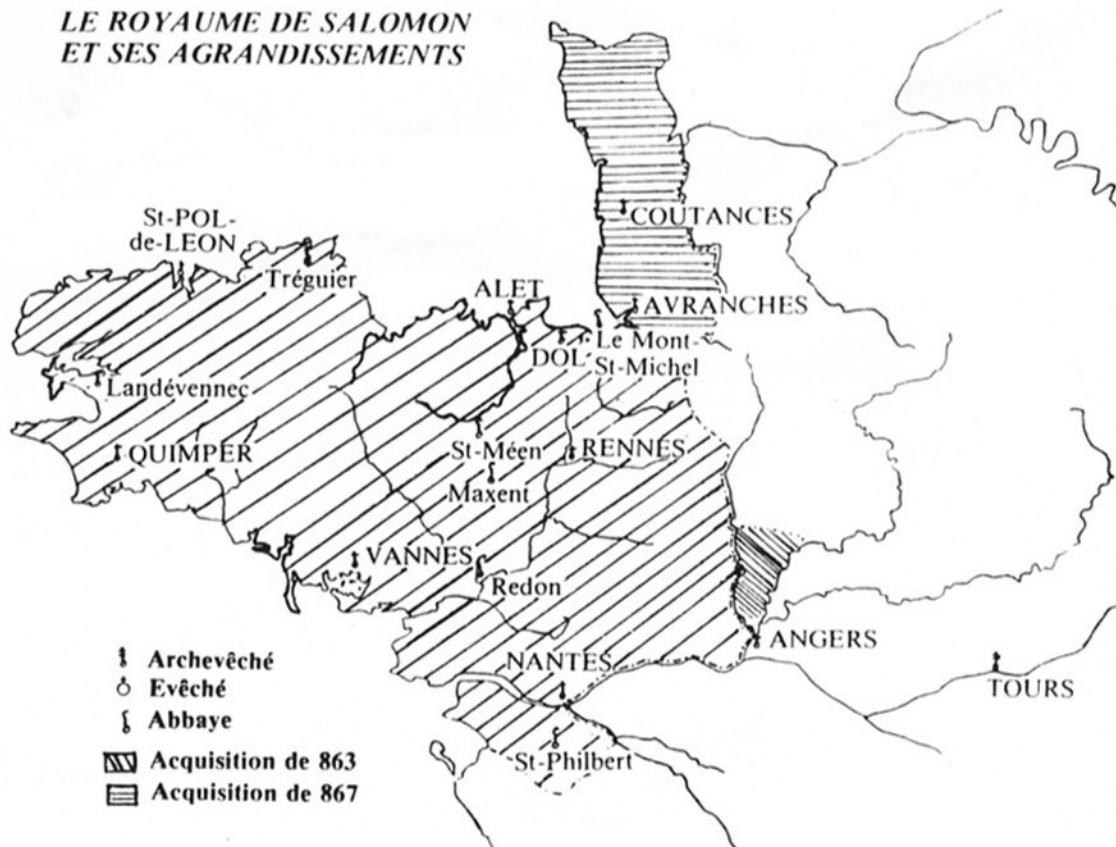 LE ROYAUME DE SALOMON
ET SES AGRANDISSEMENTS
St-POL-
de-LEON
Tréguier
COUTANCES
ALET
AVRANCHES
DOL
Le Mont-
St-Michel
Landévennec
QUIMPER
St-Méen
RENNES
Maxent
VANNES
Redon
ANGERS
NANTES
TOURS
St-Philbert
Archevêché
Evêché
Abbaye
Acquisition de 863
Acquisition de 867